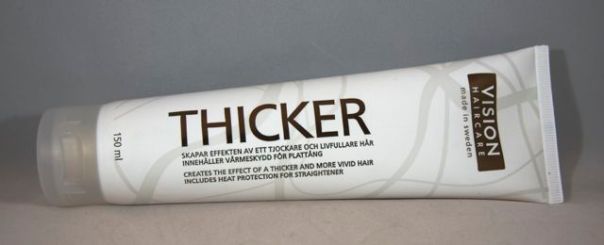 THICKER
SKAPAR EFFEKTEN AV ETT TJOCKARE OCH LIVFULLARE HÅR
INNEHÅLLER VÄRMESKYDD FÖR PLATTÅNG
CREATES THE EFFECT OF A THICKER AND MORE VIVID HAIR
INCLUDES HEAT PROTECTION FOR STRAIGHTENER
150 ml
VISION
HAIRCARE
made in sweden